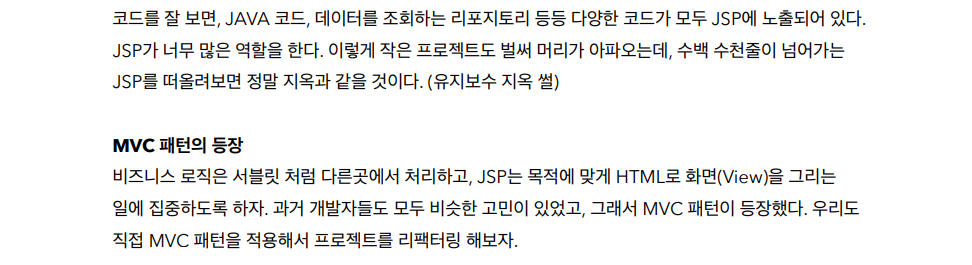 코드를 잘 보면, JAVA 코드, 데이터를 조회하는 리포지토리 등등 다양한 코드가 모두 JSP에 노출되어 있다.
JSP가 너무 많은 역할을 한다. 이렇게 작은 프로젝트도 벌써 머리가 아파오는데, 수백 수천줄이 넘어가는
JSP를 떠올려보면 정말 지옥과 같을 것이다. (유지보수 지옥 썰)
MVC 패턴의 등장
비즈니스 로직은 서블릿 처럼 다른곳에서 처리하고, JSP는 목적에 맞게 HTML로 화면(View)을 그리는
일에 집중하도록 하자. 과거 개발자들도 모두 비슷한 고민이 있었고, 그래서 MVC 패턴이 등장했다. 우리도
직접 MVC 패턴을 적용해서 프로젝트를 리팩터링 해보자.